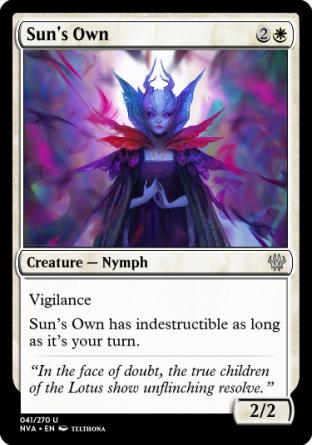 Sun's Own 2
Creature — Nymph
Vigilance
Sun's Own has indestructible as long
as it's your turn.
"In the face of doubt, the true children
of the Lotus show unflinching resolve."
2/2
041/270 U
NVA • EN TELTHONA